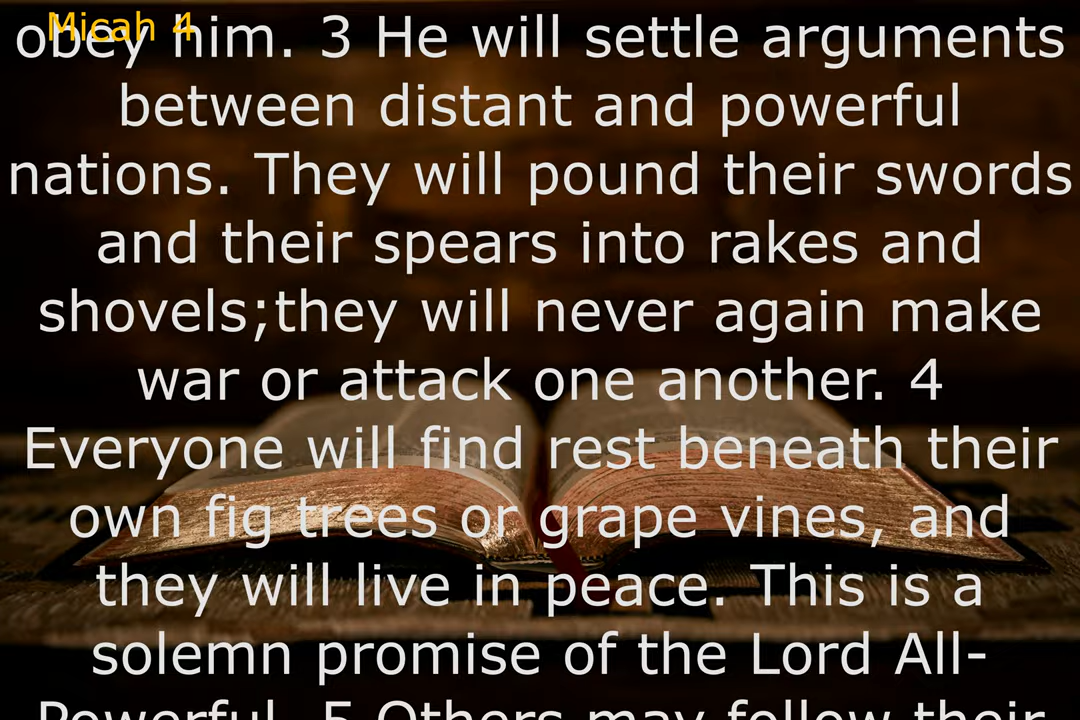 Micah 4
obey him. 3 He will settle arguments
between distant and powerful
nations. They will pound their swords
and their spears into rakes and
shovels;they will never again make
war or attack one another. 4
Everyone will find rest beneath their
own fig trees or grape vines, and
they will live in peace. This is a
solemn promise of the Lord All-
Powerful. 5 Others may follow their